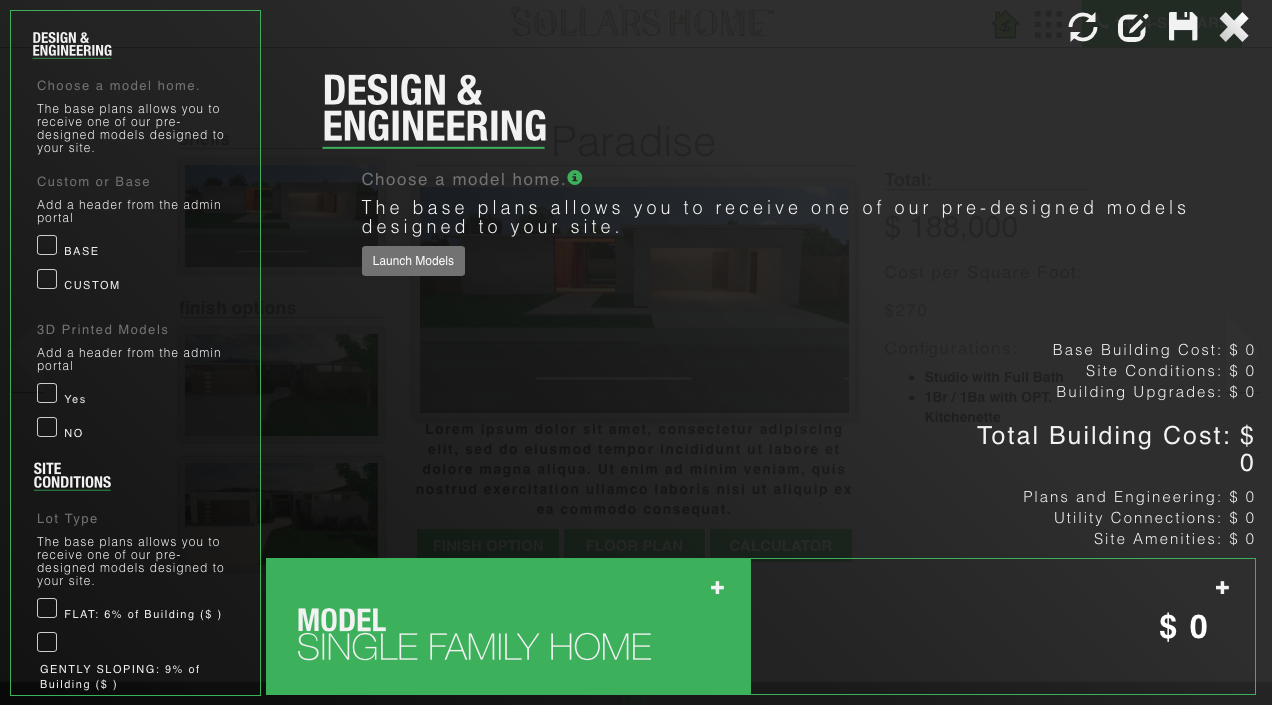 SOLLARS HOME
DESIGN &
ENGINEERING
Choose a model home.
The base plans allows you to
receive one of our pre-
designed models designed to
your site.
Custom or Base
Add a header from the admin
portal
BASE
CUSTOM
3D Printed Models
Add a header from the admin
portal
Yes
NO
SITE
CONDITIONS
Lot Type
The base plans allows you to
receive one of our pre-
designed models designed to
your site.
FLAT: 6% of Building ($ )
GENTLY SLOPING: 9% of
Building ($ )
DESIGN &
ENGINEERING
Choose a model home.
The base plans allows you to receive one of our pre-designed models
designed to your site.
Launch Models
Paradise
finish options
Lorem ipsum dolor sit amet, consectetur adipiscing
elit, sed do eiusmod tempor incididunt ut labore et
dolore magna aliqua. Ut enim ad minim veniam, quis
nostrud exercitation ullamco laboris nisi ut aliquip ex
ea commodo consequat.
FINISH OPTION
FLOOR PLAN
CALCULATOR
Total:
$ 188,000
Cost per Square Foot:
$270
Configurations:
Studio with Full Bath
1Br / 1Ba with OPT.
Kitchenette
Base Building Cost: $ 0
Site Conditions: $ 0
Building Upgrades: $ 0
Total Building Cost: $
0
Plans and Engineering: $ 0
Utility Connections: $ 0
Site Amenities: $ 0
MODEL
SINGLE FAMILY HOME
$ 0